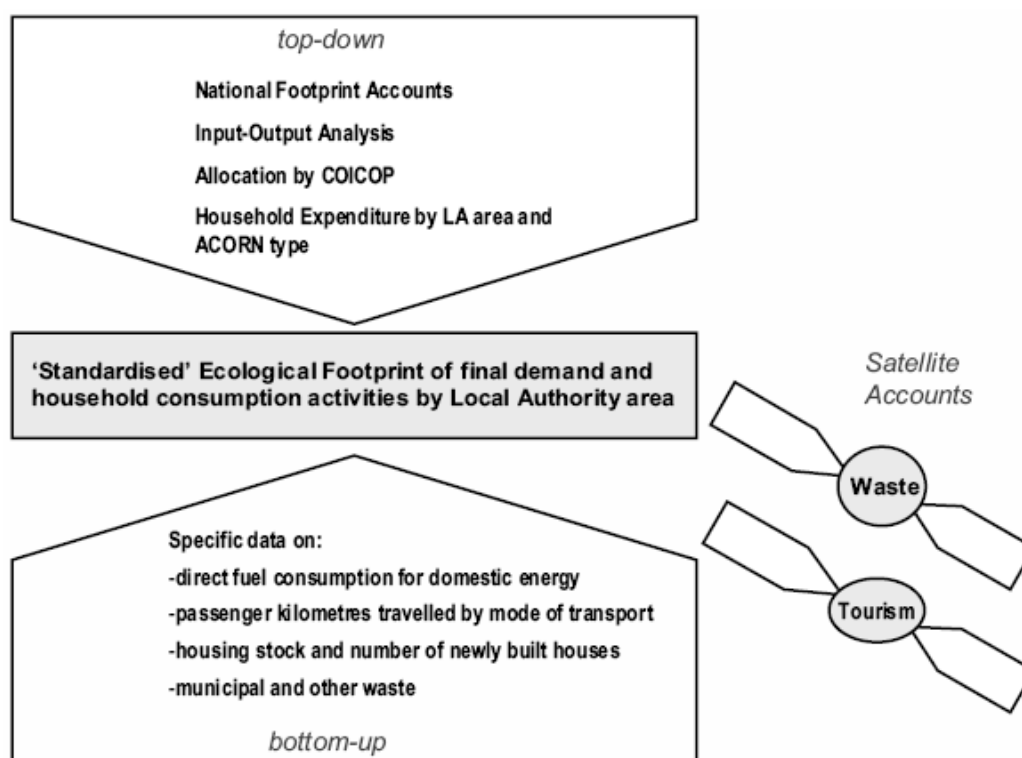 top-down
National Footprint Accounts
Input-Output Analysis
Allocation by COICOP
Household Expenditure by LA area and
ACORN type
‘Standardised’ Ecological Footprint of final demand and
household consumption activities by Local Authority area
Satellite
Accounts
Waste
Tourism
Specific data on:
-direct fuel consumption for domestic energy
-passenger kilometres travelled by mode of transport
-housing stock and number of newly built houses
-municipal and other waste
bottom-up